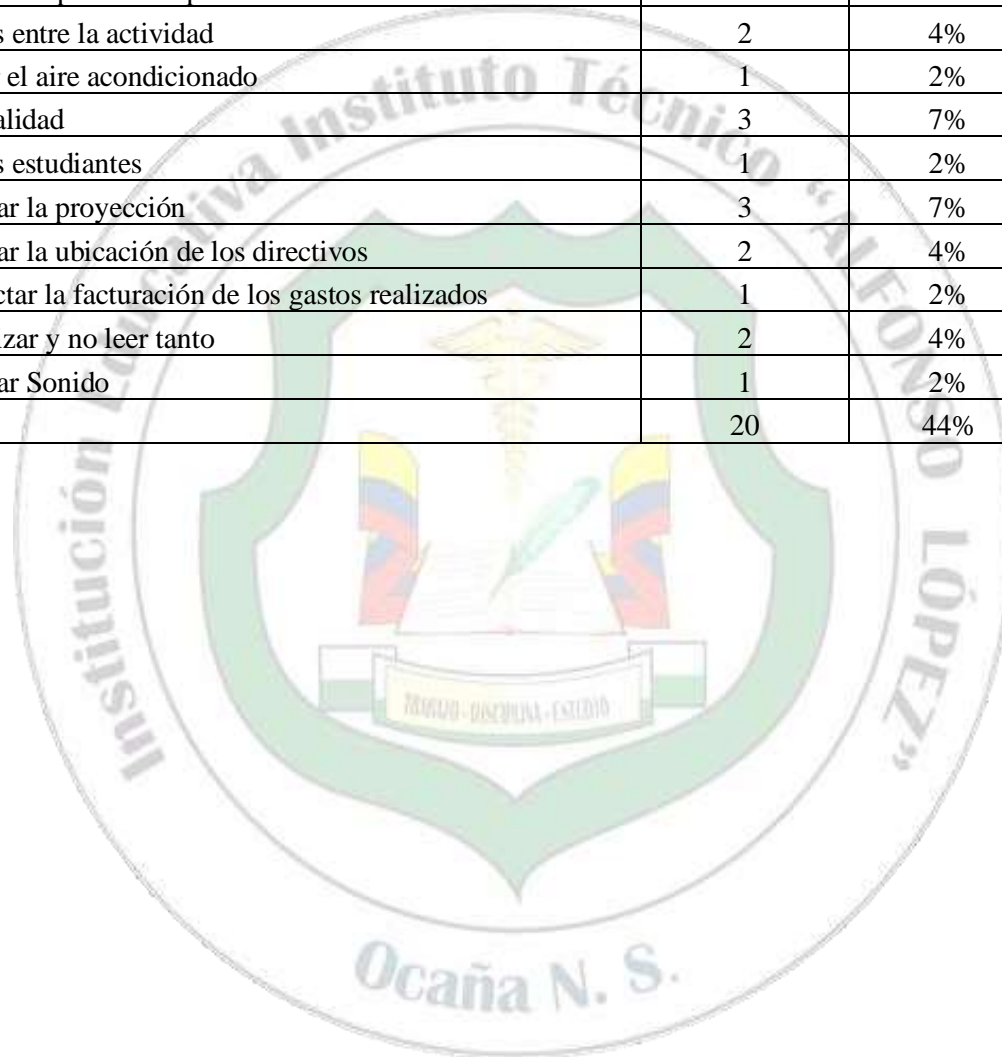 s entre la actividad 2 4%
el aire acondicionado 1 2%
alidad 3 7%
s estudiantes 1 2%
ar la proyección 3 7%
ar la ubicación de los directivos 2 4%
ctar la facturación de los gastos realizados 1 2%
izar y no leer tanto 2 4%
ar Sonido 1 2%
20 44%
Institución Educativa Instituto Técnico “ALFONSO LÓPEZ”
TRABAJO - DISCIPLINA - ESTUDIO
Ocaña N. S.